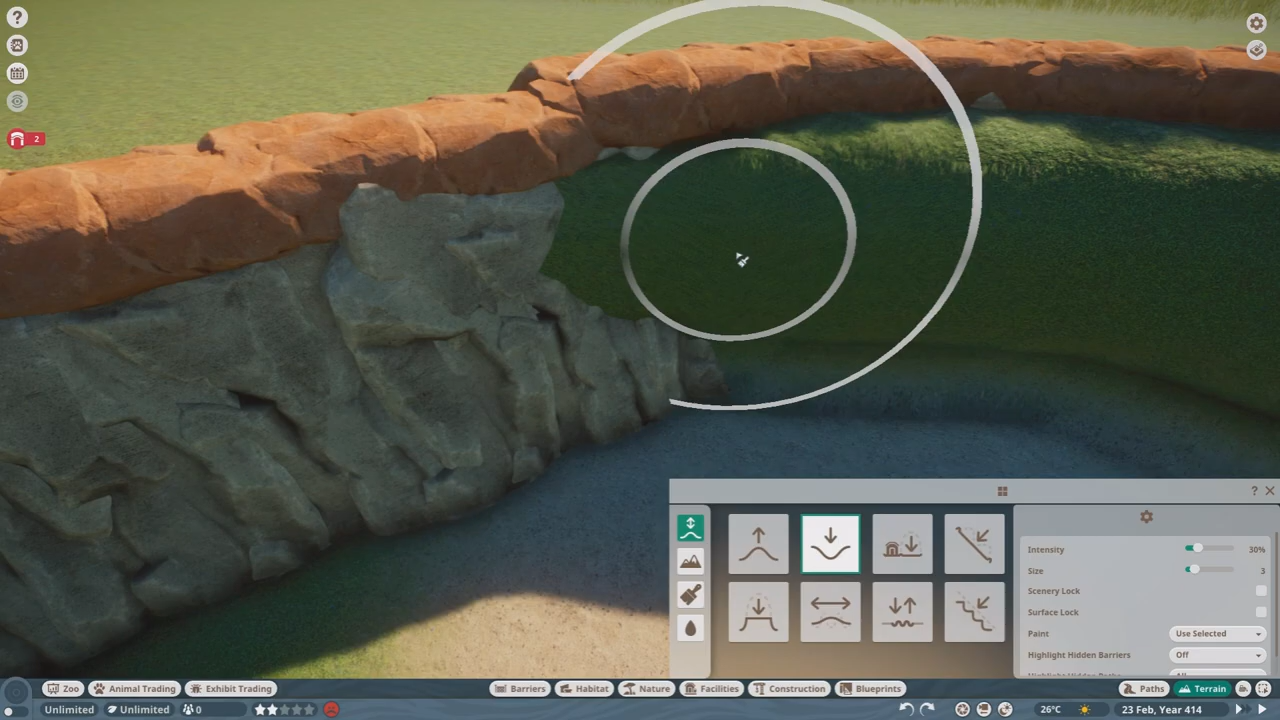 ?
2
? ×
Intensity 30%
Size 3
Scenery Lock
Surface Lock
Paint Use Selected
Highlight Hidden Barriers Off
Zoo Animal Trading Exhibit Trading Barriers Habitat Nature Facilities Construction Blueprints Paths Terrain
Unlimited Unlimited 0 26°C 23 Feb, Year 414